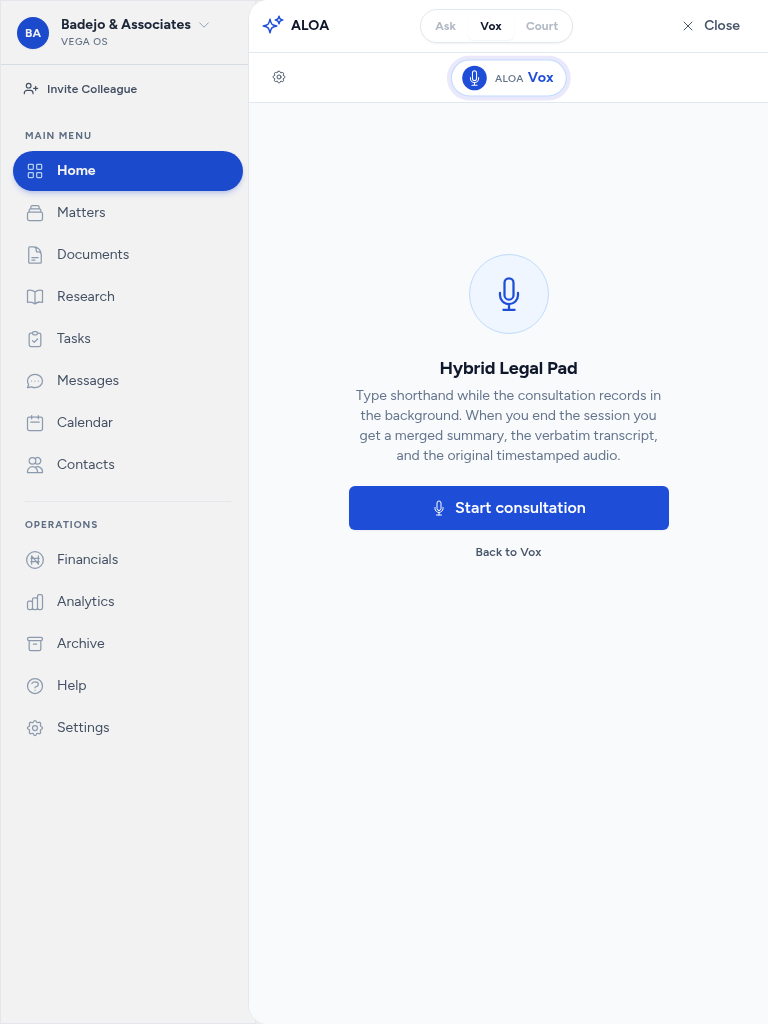 BA
Badejo & Associates
VEGA OS
Invite Colleague
MAIN MENU
Home
Matters
Documents
Research
Tasks
Messages
Calendar
Contacts
OPERATIONS
Financials
Analytics
Archive
Help
Settings
ALOA
Ask Vox Court
Close
ALOA Vox
Hybrid Legal Pad
Type shorthand while the consultation records in
the background. When you end the session you
get a merged summary, the verbatim transcript,
and the original timestamped audio.
Start consultation
Back to Vox